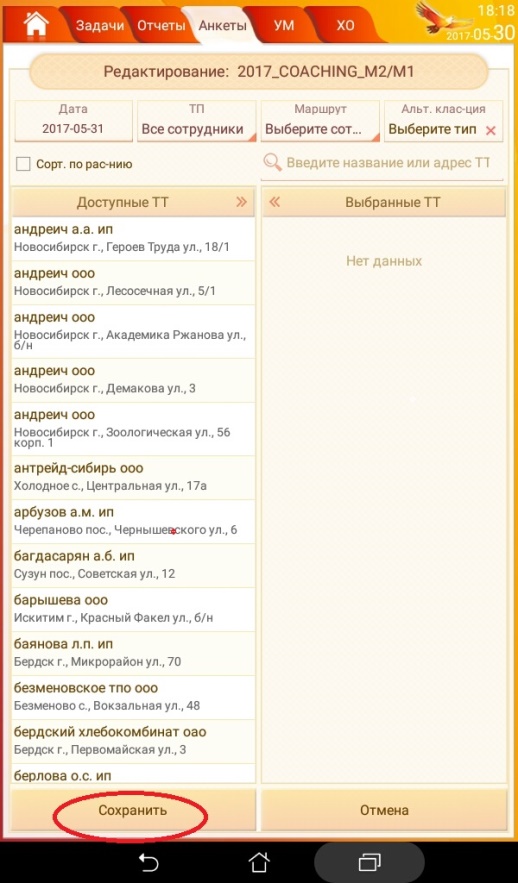 18:18
Задачи Отчеты Анкеты УМ ХО
2017-05-30
Редактирование: 2017_COACHING_M2/M1
Дата ТП Маршрут Альт. клас-ция
2017-05-31 Все сотрудники Выберите сот... Выберите тип ×
Сорт. по рас-нию Введите название или адрес ТТ
Доступные ТТ » « Выбранные ТТ
Нет данных
андреич а.а. ип
Новосибирск г., Героев Труда ул., 18/1
андреич ооо
Новосибирск г., Лесосечная ул., 5/1
андреич ооо
Новосибирск г., Академика Ржанова ул.,
б/н
андреич ооо
Новосибирск г., Демакова ул., 3
андреич ооо
Новосибирск г., Зоологическая ул., 56
корп. 1
антрейд-сибирь ооо
Холодное с., Центральная ул., 17а
арбузов а.м. ип
Черепаново пос., Чернышевского ул., 6
багдасарян а.б. ип
Сузун пос., Советская ул., 12
барышева ооо
Искитим г., Красный Факел ул., б/н
баянова л.п. ип
Бердск г., Микрорайон ул., 70
безменовское тпо ооо
Безменово с., Вокзальная ул., 48
бердский хлебокомбинат оао
Бердск г., Первомайская ул., 3
берлова о.с. ип
Сохранить Отмена